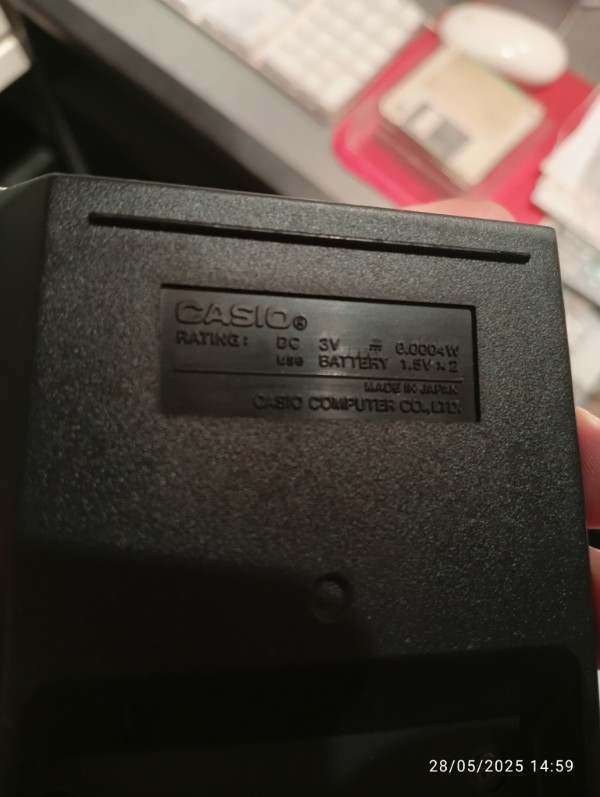 CASIO®
RATING: DC 3V ⎓ 0.0004W
USE BATTERY 1.5V × 2
MADE IN JAPAN
CASIO COMPUTER CO.,LTD.
28/05/2025 14:59